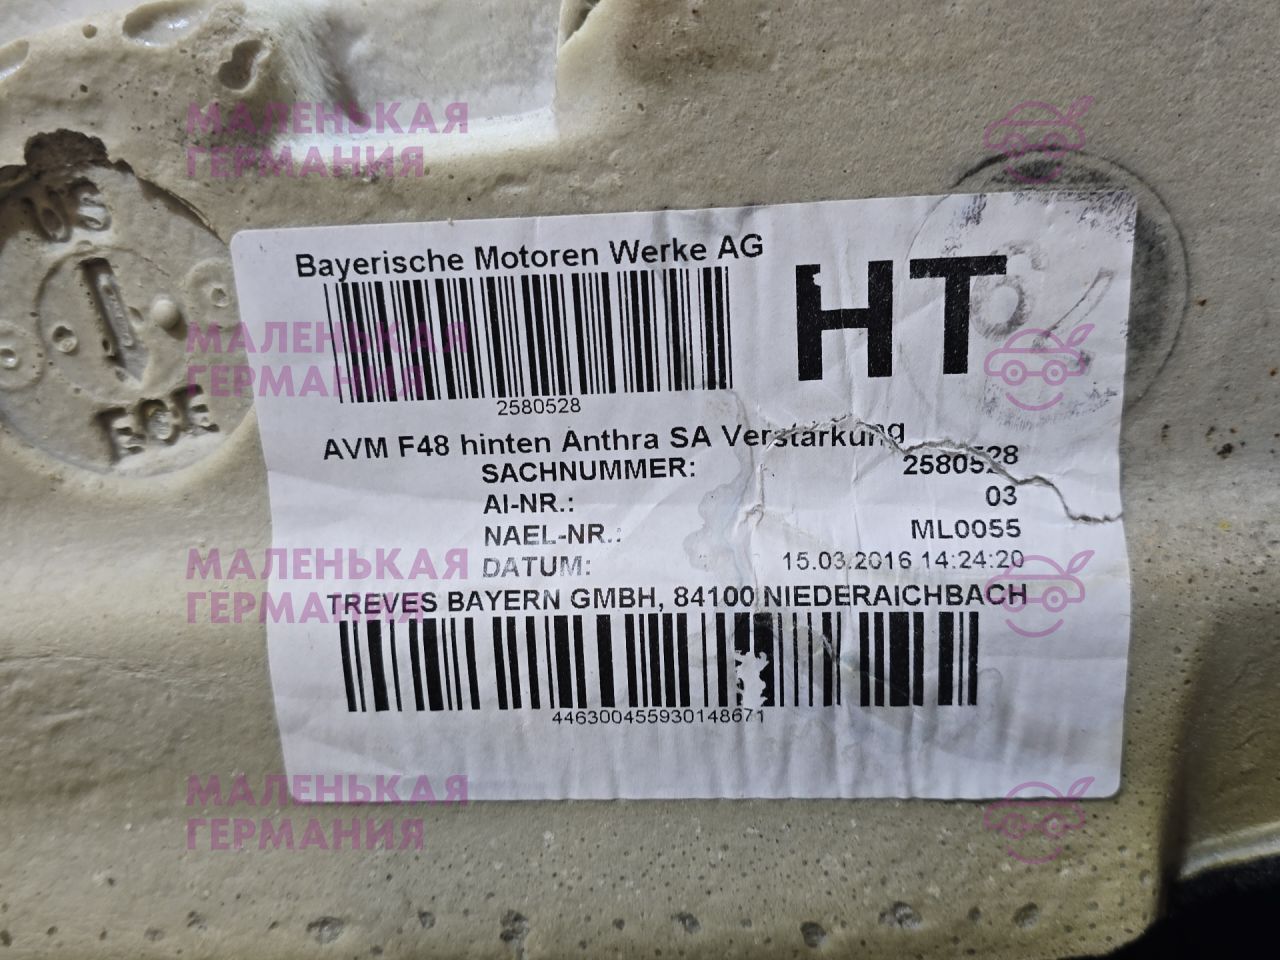 МАЛЕНЬКАЯ
ГЕРМАНИЯ
Bayerische Motoren Werke AG
HT
2580528
AVM F48 hinten Anthra SA Verstärkung
SACHNUMMER: 2580528
AI-NR.: 03
NAEL-NR.: ML0055
DATUM: 15.03.2016 14:24:20
TREVES BAYERN GMBH, 84100 NIEDERAICHBACH
446300455930148671
ECE
МАЛЕНЬКАЯ
ГЕРМАНИЯ
МАЛЕНЬКАЯ
ГЕРМАНИЯ
МАЛЕНЬКАЯ
ГЕРМАНИЯ